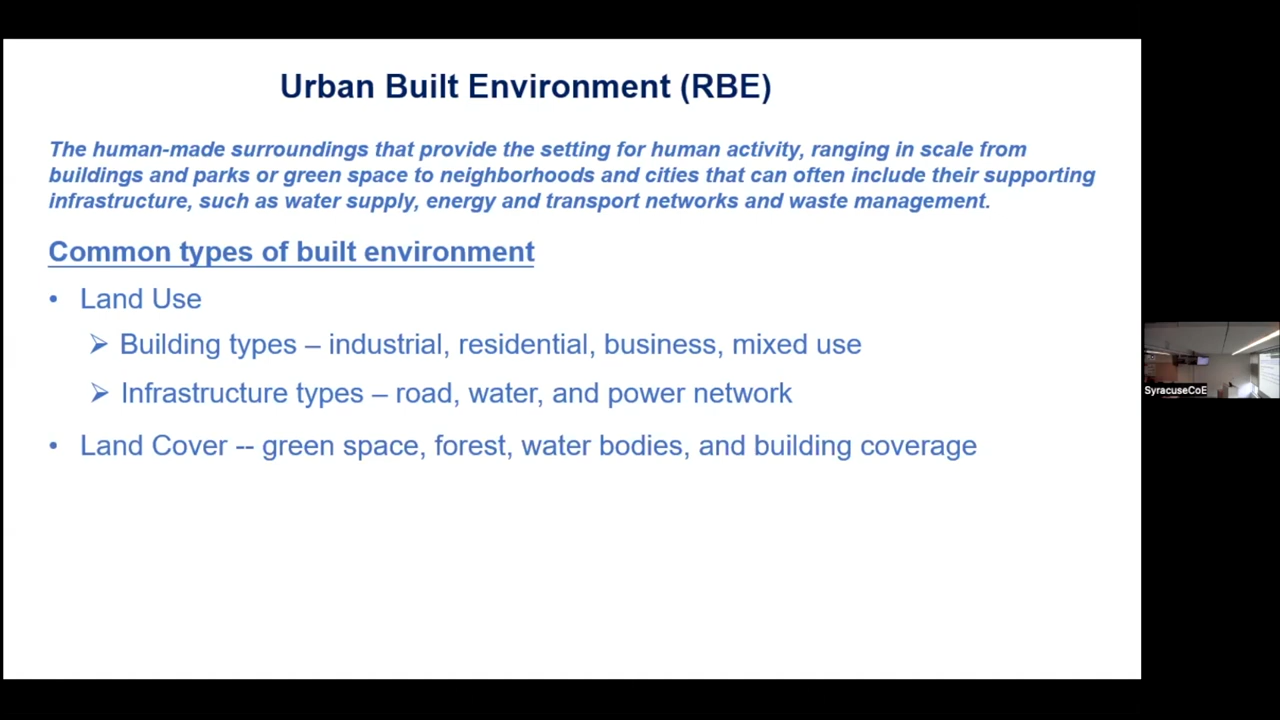 Urban Built Environment (RBE)
The human-made surroundings that provide the setting for human activity, ranging in scale from
buildings and parks or green space to neighborhoods and cities that can often include their supporting
infrastructure, such as water supply, energy and transport networks and waste management.
Common types of built environment
• Land Use
➢ Building types – industrial, residential, business, mixed use
➢ Infrastructure types – road, water, and power network
• Land Cover -- green space, forest, water bodies, and building coverage
SyracuseCoE